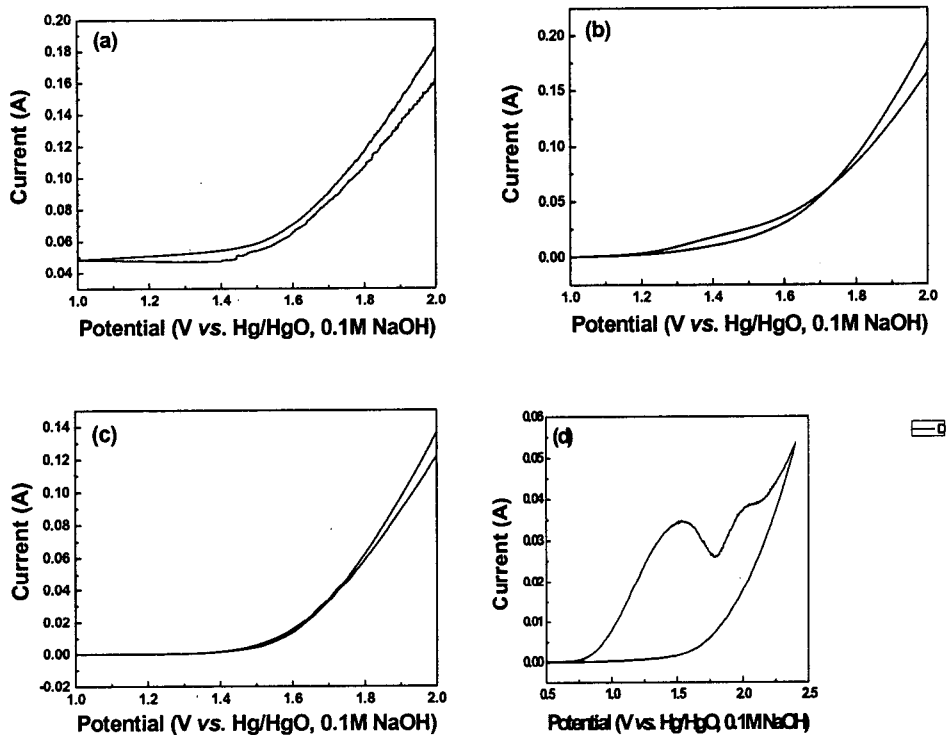 (a)
Current (A)
0.20
0.18
0.16
0.14
0.12
0.10
0.08
0.06
0.04
1.0 1.2 1.4 1.6 1.8 2.0
Potential (V vs. Hg/HgO, 0.1M NaOH)
(b)
Current (A)
0.20
0.15
0.10
0.05
0.00
1.0 1.2 1.4 1.6 1.8 2.0
Potential (V vs. Hg/HgO, 0.1M NaOH)
(c)
Current (A)
0.14
0.12
0.10
0.08
0.06
0.04
0.02
0.00
-0.02
1.0 1.2 1.4 1.6 1.8 2.0
Potential (V vs. Hg/HgO, 0.1M NaOH)
(d)
Current (A)
0.06
0.05
0.04
0.03
0.02
0.01
0.00
0.5 1.0 1.5 2.0 2.5
Potential (V vs. Hg/HgO, 0.1M NaOH)